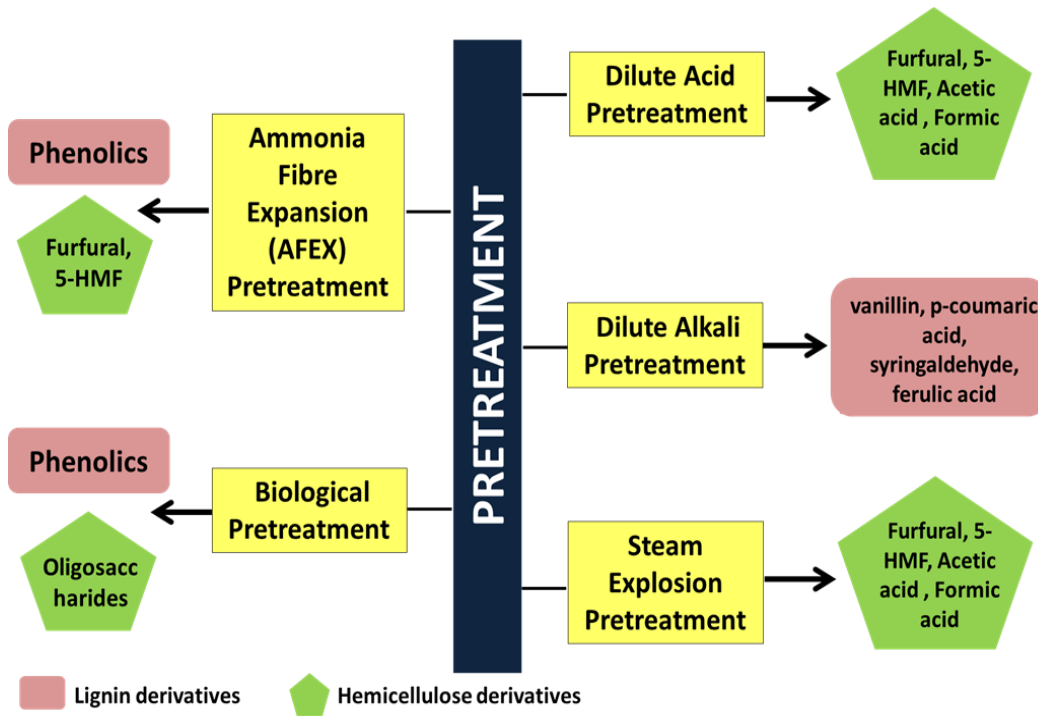 Phenolics
Furfural,
5-HMF
Ammonia
Fibre
Expansion
(AFEX)
Pretreatment
Phenolics
Oligosacc
harides
Biological
Pretreatment
PRETREATMENT
Dilute Acid
Pretreatment
Furfural, 5-
HMF, Acetic
acid , Formic
acid
Dilute Alkali
Pretreatment
vanillin, p-coumaric
acid,
syringaldehyde,
ferulic acid
Steam
Explosion
Pretreatment
Furfural, 5-
HMF, Acetic
acid , Formic
acid
Lignin derivatives
Hemicellulose derivatives